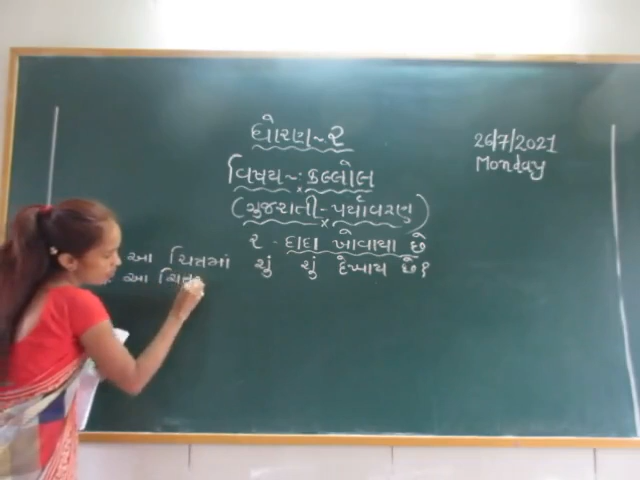 ધોરણ ~ ૨
26/7/2021
Monday
વિષય ~: કલ્લોલ
(ગુજરાતી - પર્યાવરણ)
૨ - દાદા ખોવાયા છે
આ ચિત્રમાં શું શું દેખાય છે?
આ ચિત્ર